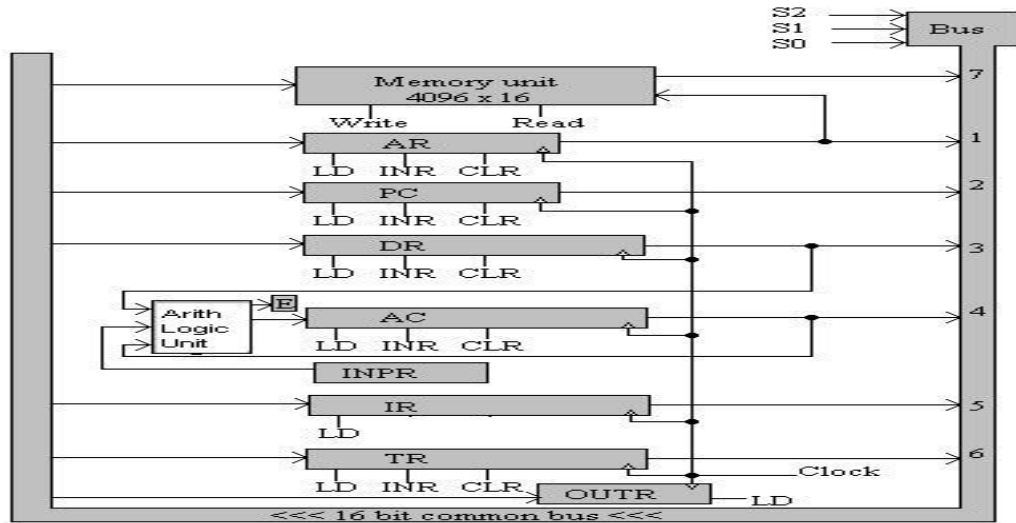 S2
S1
S0
Bus
Memory unit
4096 x 16
7
Write Read
AR
1
LD INR CLR
PC
2
LD INR CLR
DR
3
LD INR CLR
E
Arith
Logic
Unit
AC
4
LD INR CLR
INPR
IR
5
LD
TR
6
LD INR CLR
Clock
OUTR
LD
<<< 16 bit common bus <<<